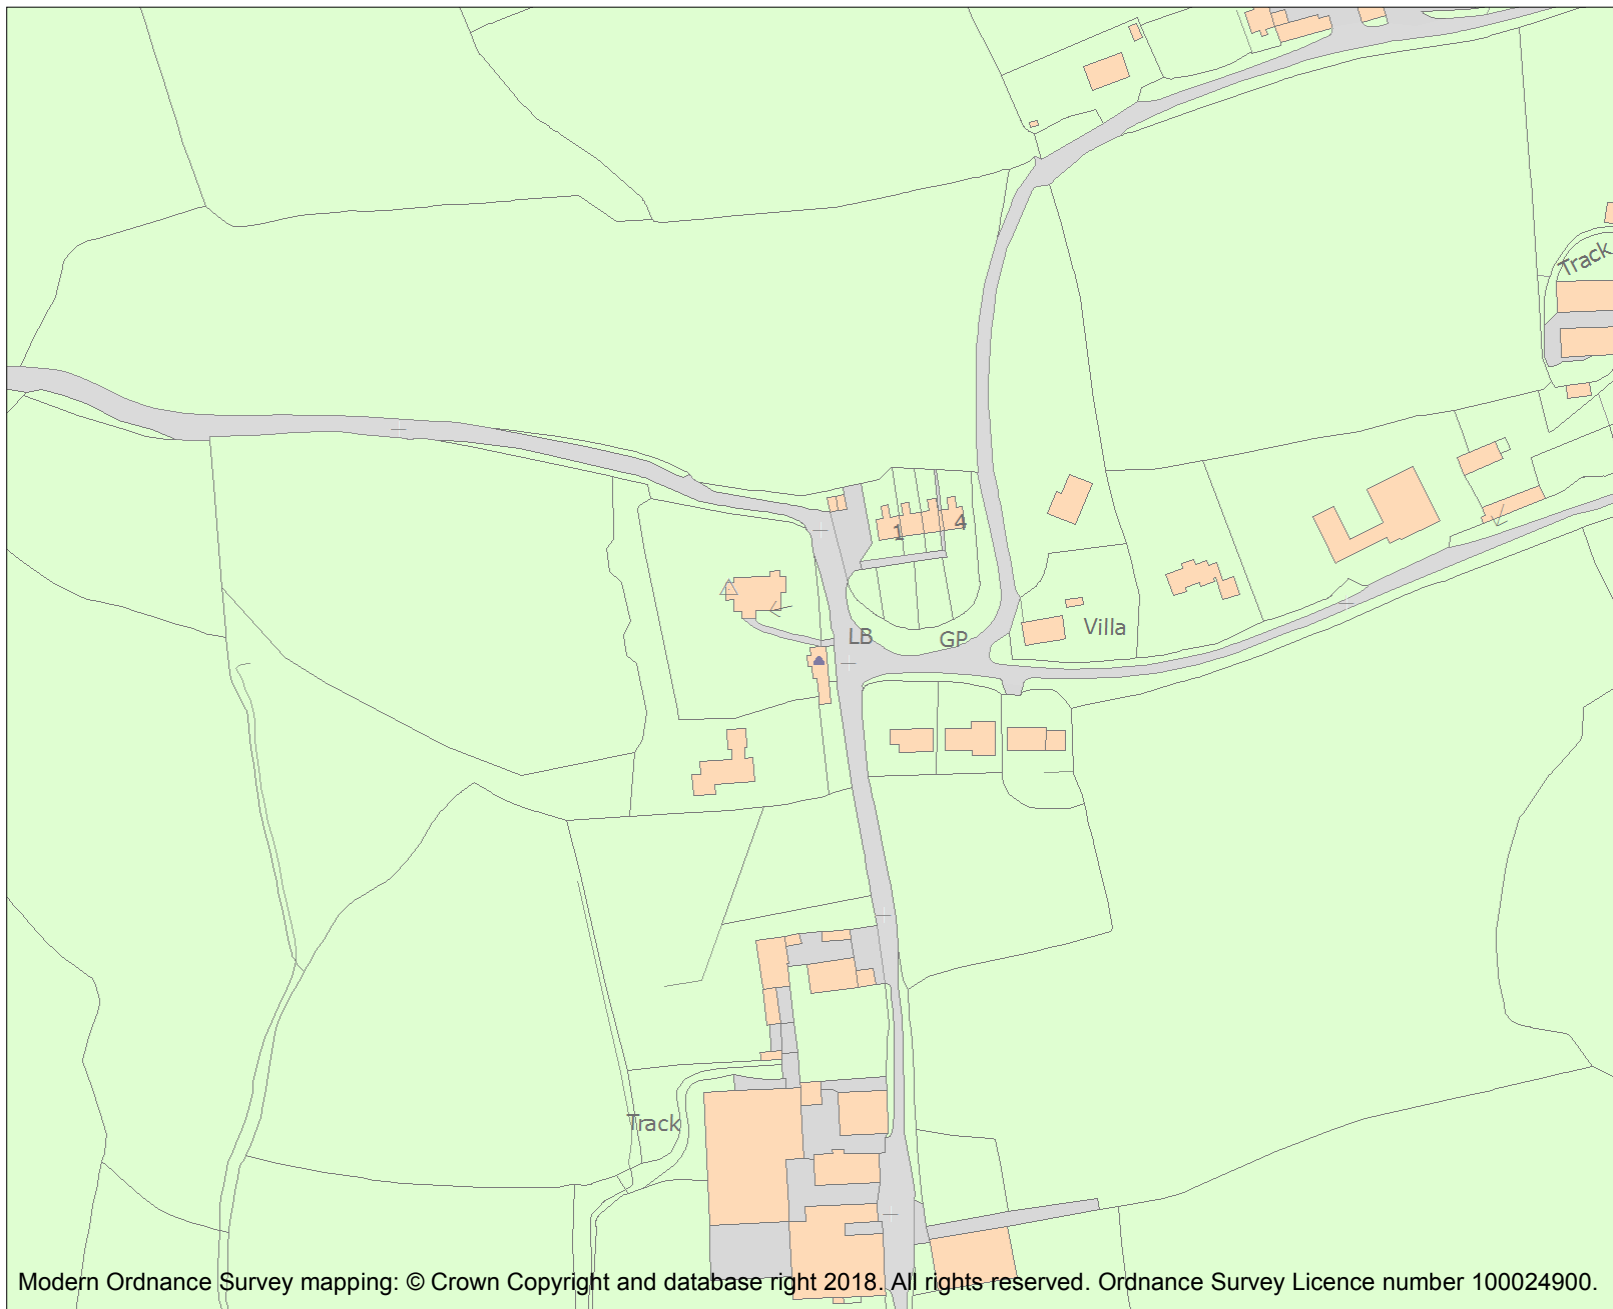 Track
1
4
LB
GP
Villa
Track
Modern Ordnance Survey mapping: © Crown Copyright and database right 2018. All rights reserved. Ordnance Survey Licence number 100024900.